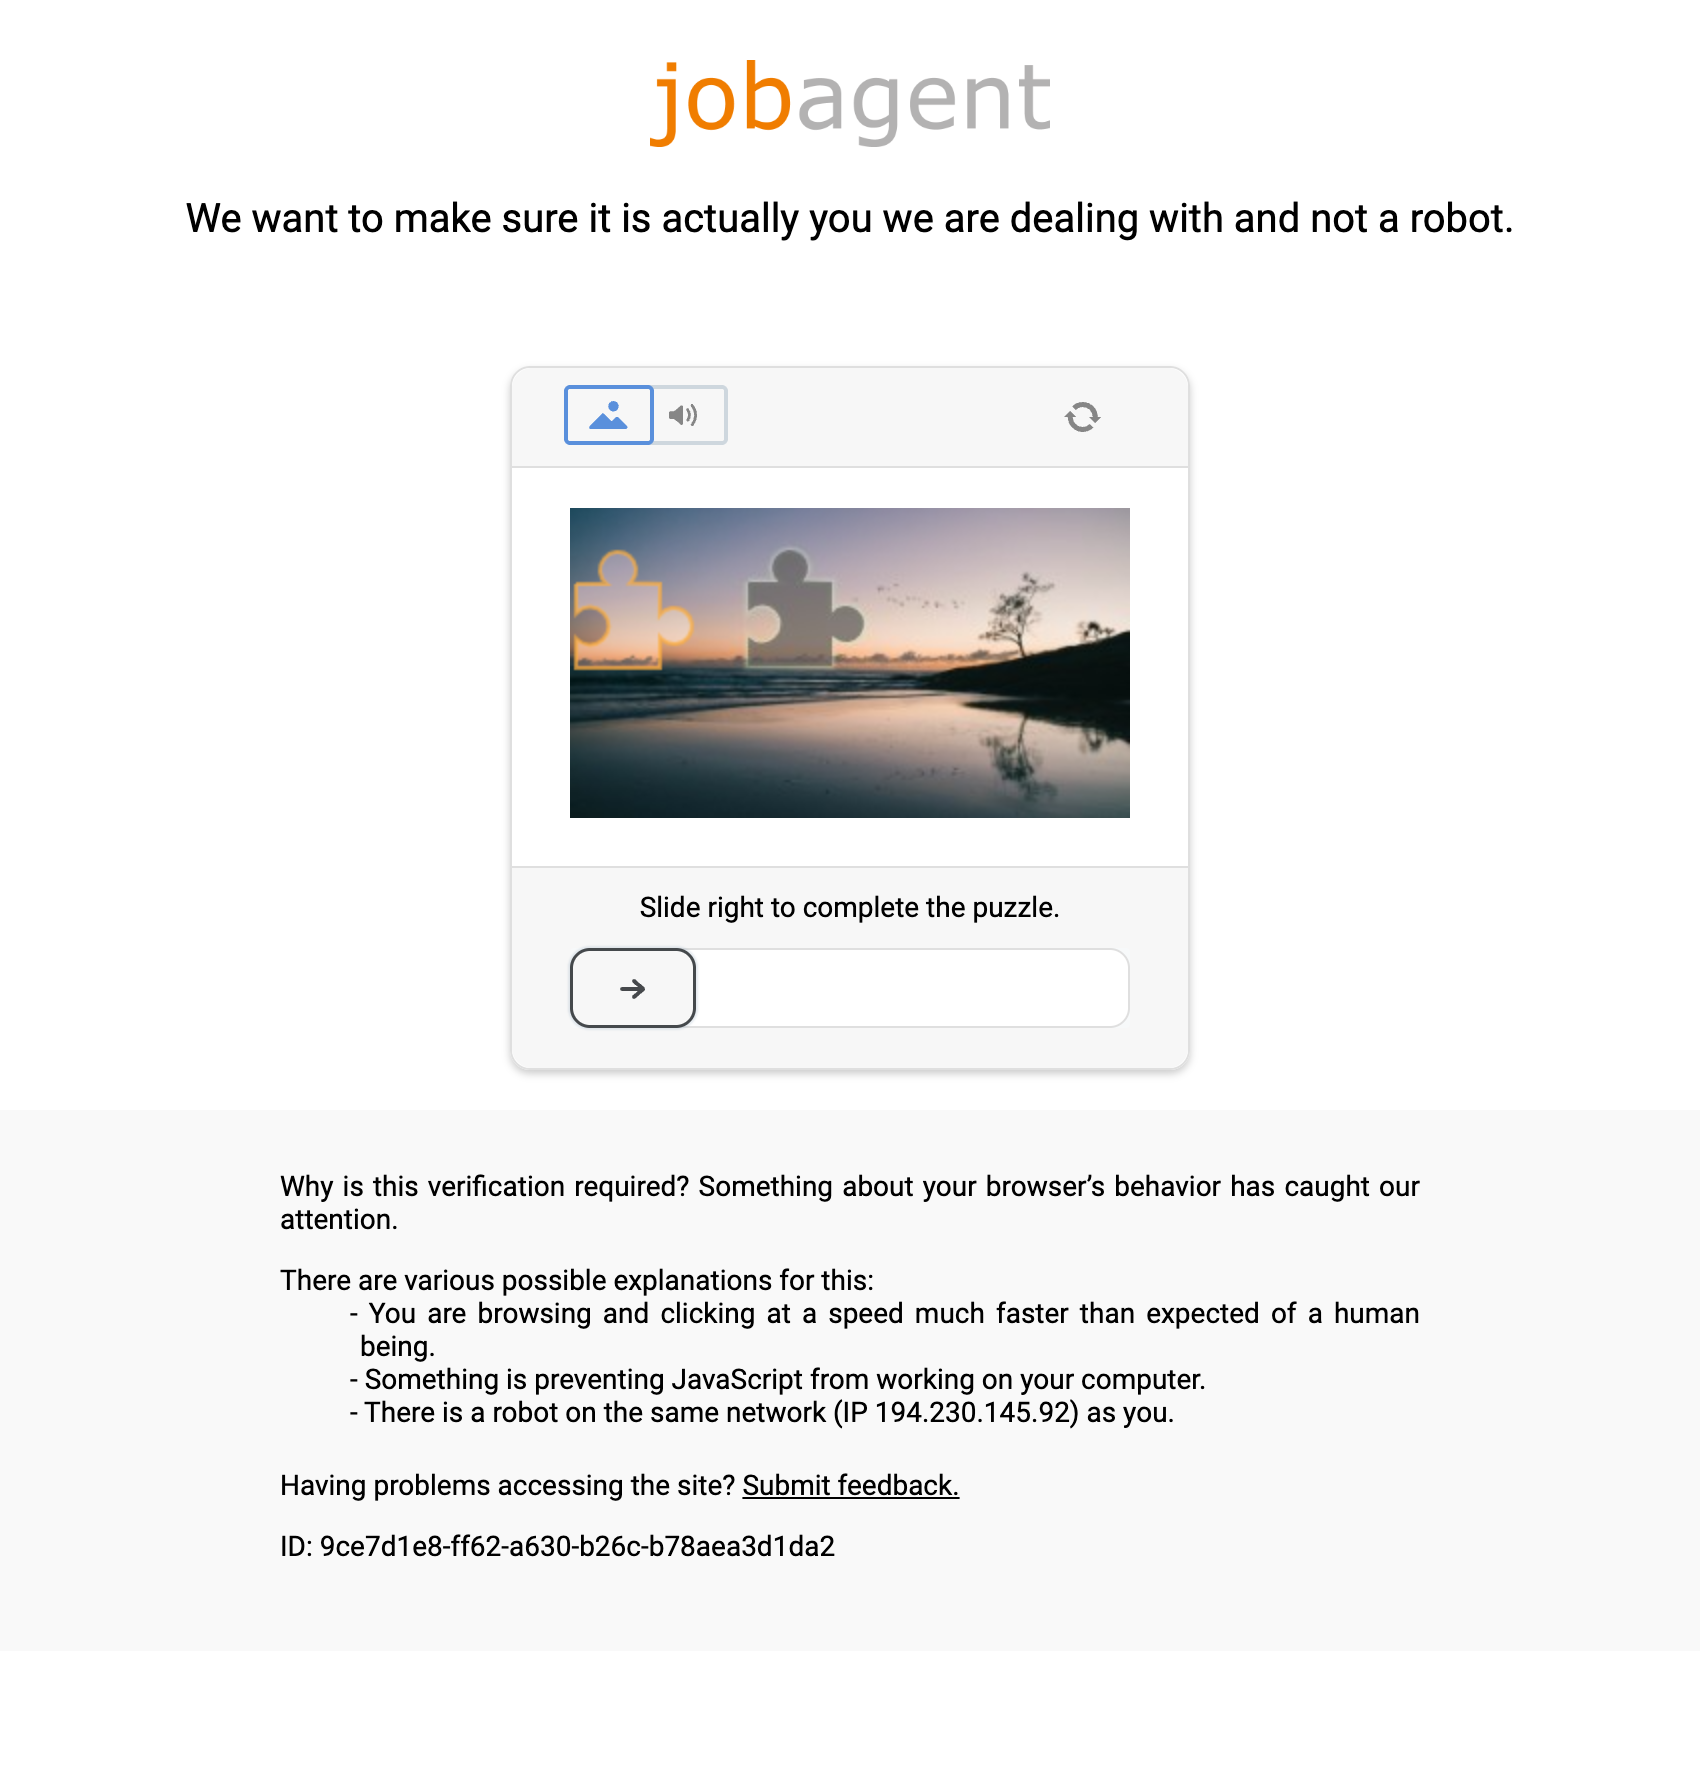 jobagent
We want to make sure it is actually you we are dealing with and not a robot.
Slide right to complete the puzzle.
Why is this verification required? Something about your browser’s behavior has caught our
attention.
There are various possible explanations for this:
- You are browsing and clicking at a speed much faster than expected of a human
being.
- Something is preventing JavaScript from working on your computer.
- There is a robot on the same network (IP 194.230.145.92) as you.
Having problems accessing the site? Submit feedback.
ID: 9ce7d1e8-ff62-a630-b26c-b78aea3d1da2